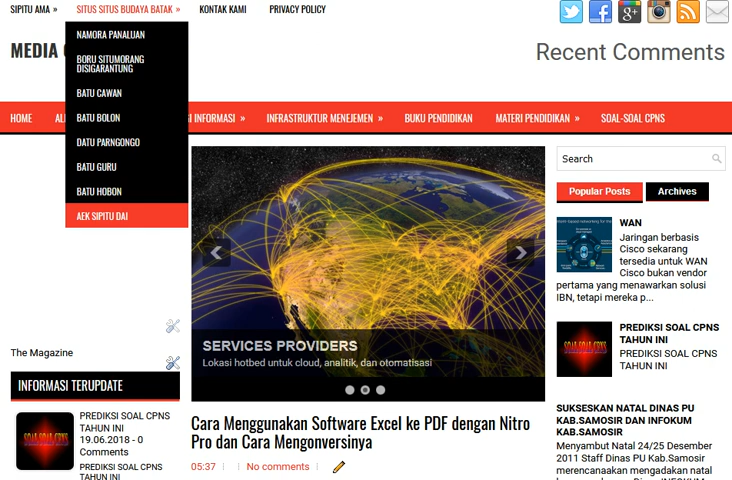 SIPITU AMA »
SITUS SITUS BUDAYA BATAK »
KONTAK KAMI
PRIVACY POLICY
NAMORA PANALUAN
BORU SITUMORANG
DISIGARANTUNG
BATU CAWAN
BATU BOLON
DATU PARNGONGO
BATU GURU
BATU HOBON
AEK SIPITU DAI
MEDIA
Recent Comments
HOME
INFORMASI »
INFRASTRUKTUR MENEJEMEN »
BUKU PENDIDIKAN
MATERI PENDIDIKAN »
SOAL-SOAL CPNS
SERVICES PROVIDERS
Lokasi hotbed untuk cloud, analitik, dan otomatisasi
The Magazine
INFORMASI TERUPDATE
SOAL SOAL CPNS
PREDIKSI SOAL CPNS
TAHUN INI
19.06.2018 - 0
Comments
PREDIKSI SOAL CPNS
TAHUN INI
Cara Menggunakan Software Excel ke PDF dengan Nitro
Pro dan Cara Mengonversinya
05:37 | | No comments |
Search
Popular Posts
Archives
WAN
Jaringan berbasis
Cisco sekarang
tersedia untuk WAN
Cisco bukan vendor
pertama yang menawarkan solusi
IBN, tetapi mereka p...
SOAL SOAL CPNS
PREDIKSI SOAL CPNS
TAHUN INI
PREDIKSI SOAL CPNS
TAHUN INI
SUKSESKAN NATAL DINAS PU
KAB.SAMOSIR DAN INFOKUM
KAB.SAMOSIR
Menyambut Natal 24/25 Desember
2011 Staff Dinas PU Kab.Samosir
merencanaakan mengadakan natal